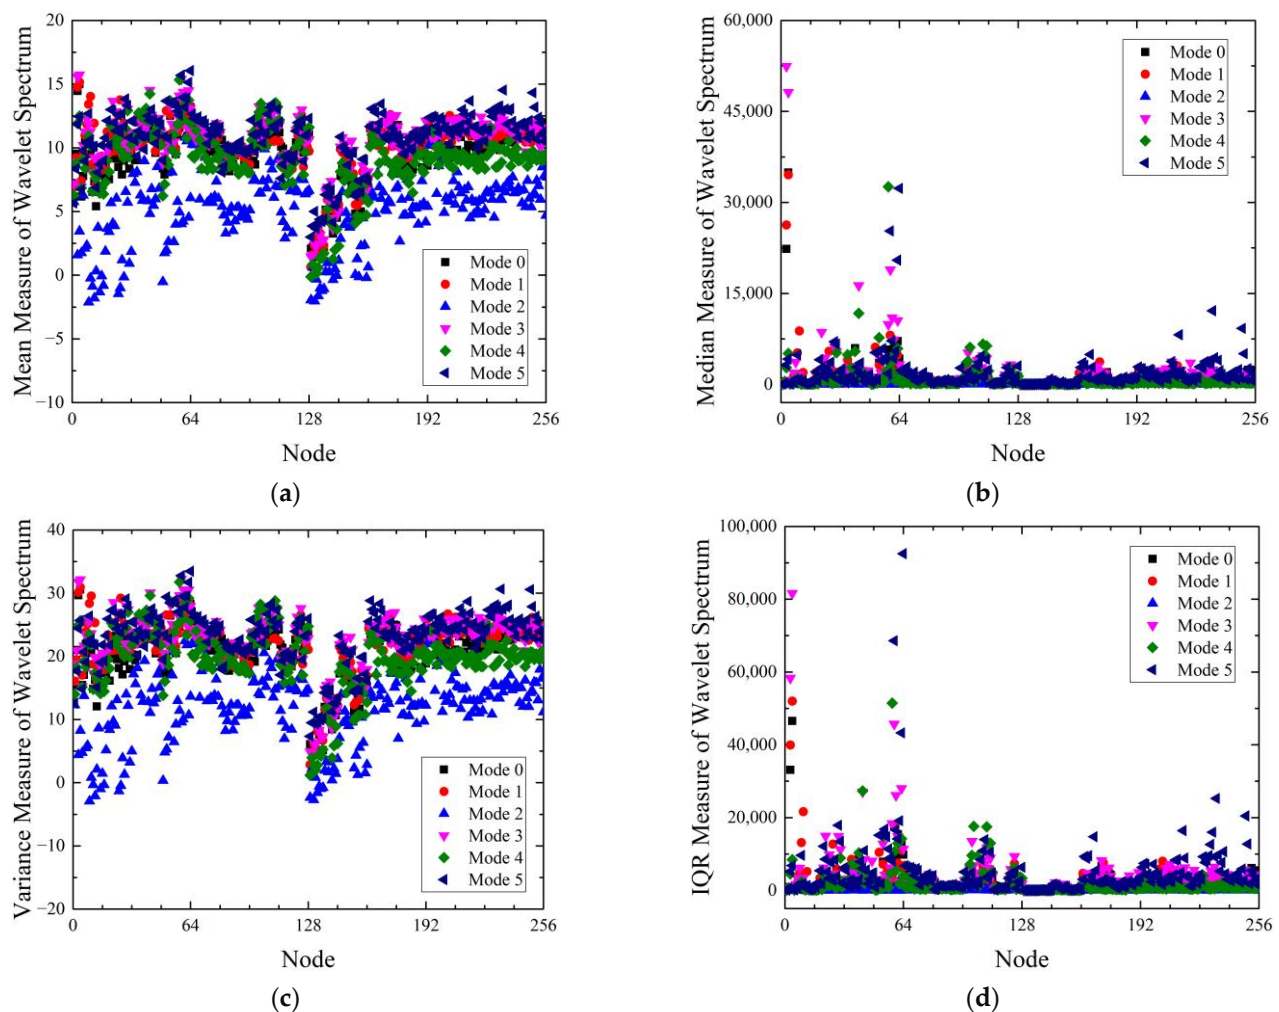 20
15
10
5
0
−5
−10
Mean Measure of Wavelet Spectrum
Mode 0
Mode 1
Mode 2
Mode 3
Mode 4
Mode 5
0 64 128 192 256
Node
(a)
60,000
45,000
30,000
15,000
0
Median Measure of Wavelet Spectrum
Mode 0
Mode 1
Mode 2
Mode 3
Mode 4
Mode 5
0 64 128 192 256
Node
(b)
40
30
20
10
0
−10
−20
Variance Measure of Wavelet Spectrum
Mode 0
Mode 1
Mode 2
Mode 3
Mode 4
Mode 5
0 64 128 192 256
Node
(c)
100,000
80,000
60,000
40,000
20,000
0
IQR Measure of Wavelet Spectrum
Mode 0
Mode 1
Mode 2
Mode 3
Mode 4
Mode 5
0 64 128 192 256
Node
(d)